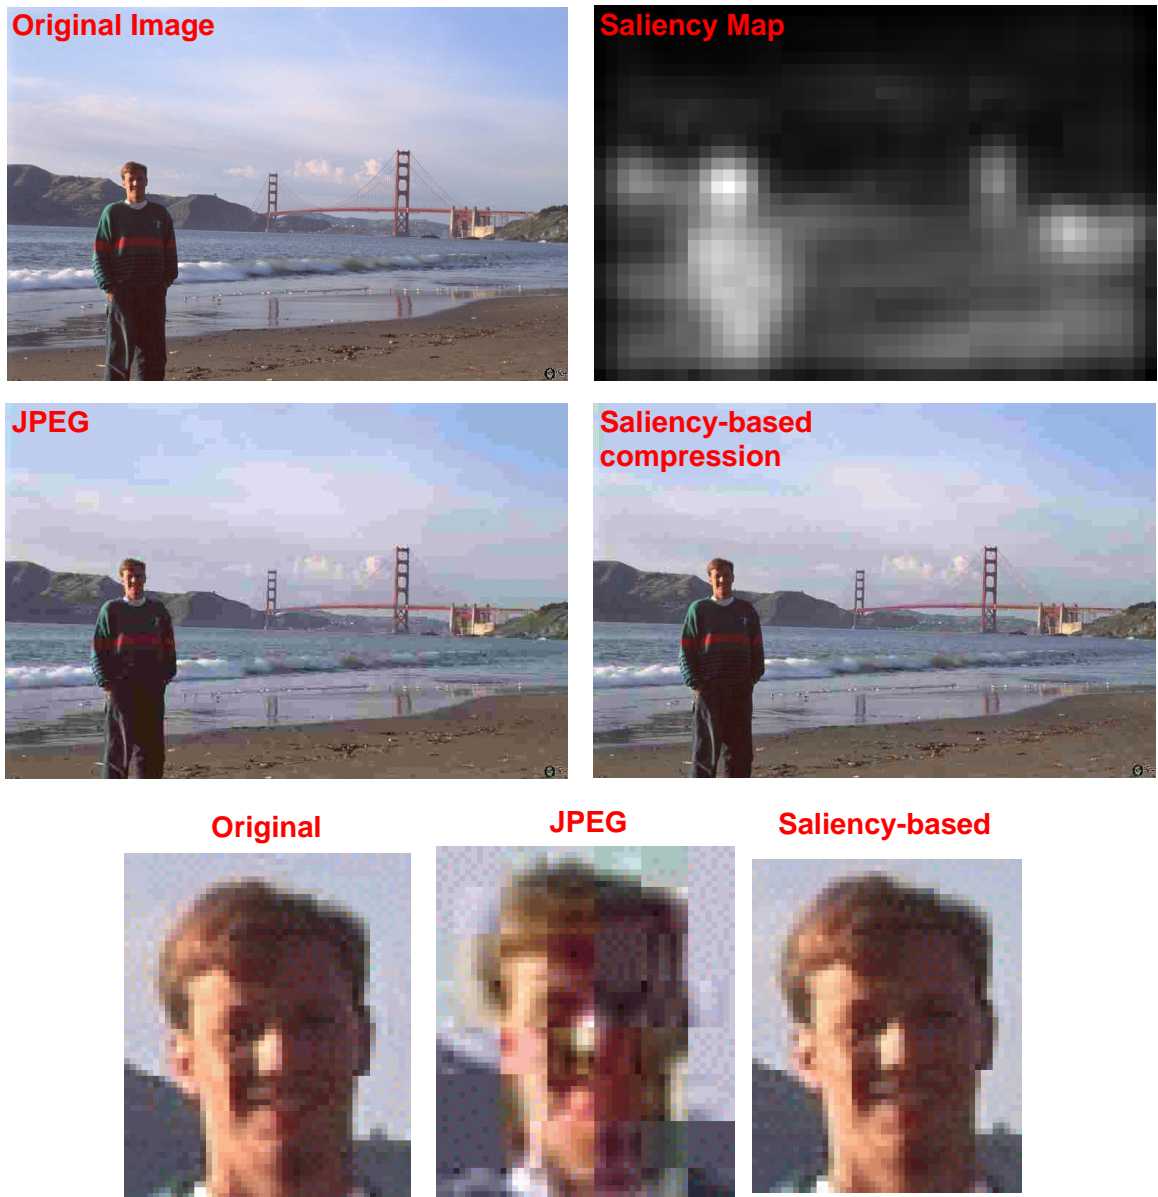 Original Image
Saliency Map
JPEG
Saliency-based
compression
Original
JPEG
Saliency-based